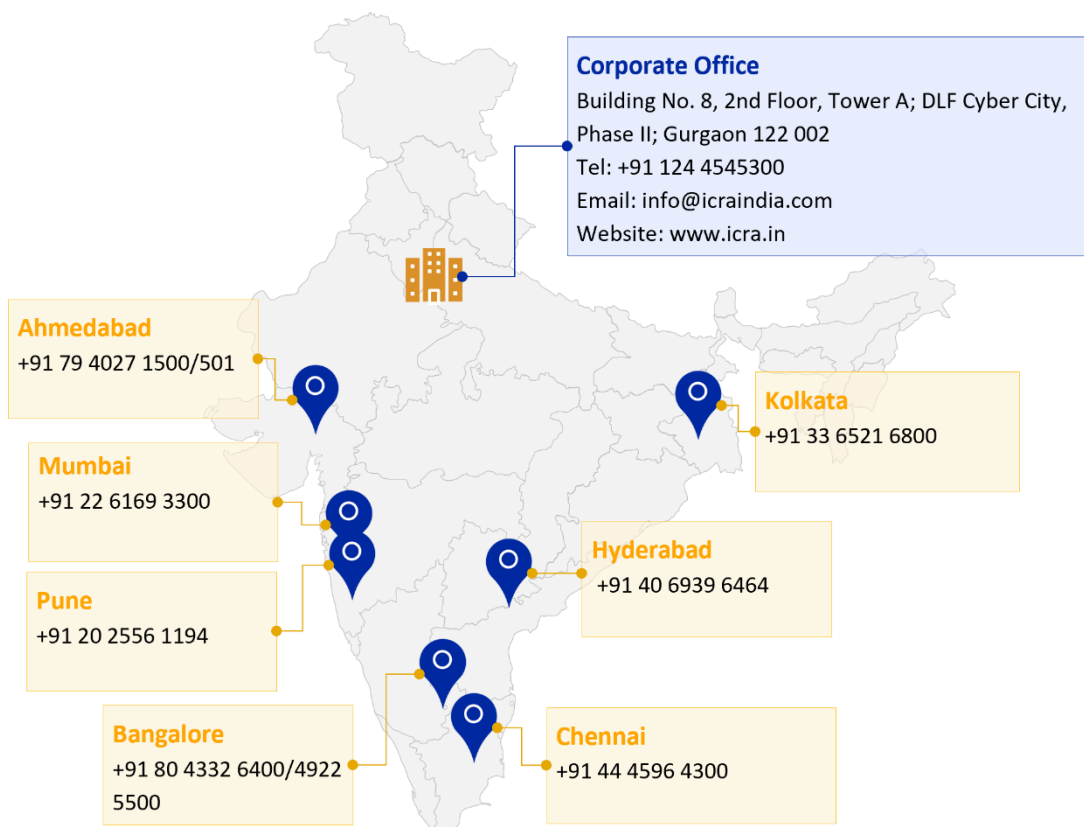 Corporate Office
Building No. 8, 2nd Floor, Tower A; DLF Cyber City,
Phase II; Gurgaon 122 002
Tel: +91 124 4545300
Email: info@icraindia.com
Website: www.icra.in
Ahmedabad
+91 79 4027 1500/501
Kolkata
+91 33 6521 6800
Mumbai
+91 22 6169 3300
Hyderabad
+91 40 6939 6464
Pune
+91 20 2556 1194
Bangalore
+91 80 4332 6400/4922
5500
Chennai
+91 44 4596 4300